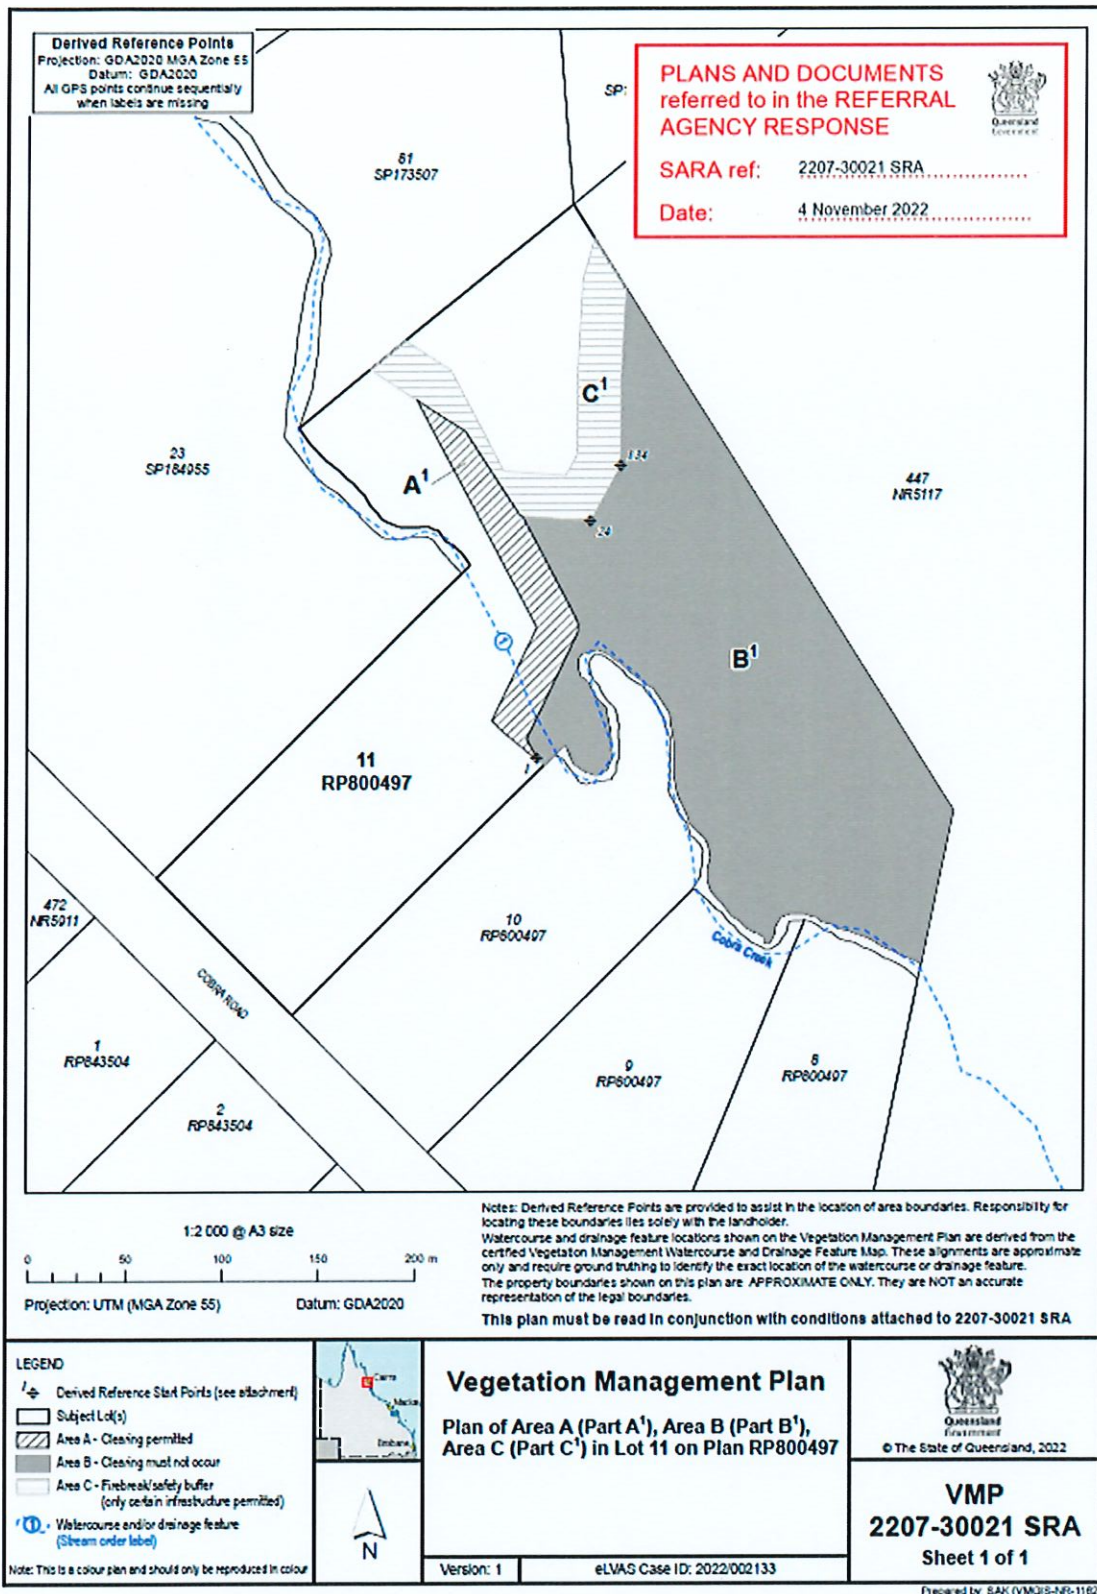 Derived Reference Points
Projection: GDA2020 MGA Zone 55
Datum: GDA2020
All GPS points continue sequentially
when labels are missing
PLANS AND DOCUMENTS
referred to in the REFERRAL
AGENCY RESPONSE
SARA ref: 2207-30021 SRA
Date: 4 November 2022
Queensland
Government
81
SP173507
23
SP184955
447
NR5117
C¹
134
A¹
24
1
B¹
1
11
RP800497
472
NR5911
10
RP800497
Cobra Creek
COBRA ROAD
1
RP843504
9
RP800497
8
RP800497
2
RP843504
1:2 000 @ A3 size
0 50 100 150 200 m
Projection: UTM (MGA Zone 55) Datum: GDA2020
Notes: Derived Reference Points are provided to assist in the location of area boundaries. Responsibility for
locating these boundaries lies solely with the landholder.
Watercourse and drainage feature locations shown on the Vegetation Management Plan are derived from the
certified Vegetation Management Watercourse and Drainage Feature Map. These alignments are approximate
only and require ground truthing to identify the exact location of the watercourse or drainage feature.
The property boundaries shown on this plan are APPROXIMATE ONLY. They are NOT an accurate
representation of the legal boundaries.
This plan must be read in conjunction with conditions attached to 2207-30021 SRA
LEGEND
1 Derived Reference Start Points (see attachment)
Subject Lot(s)
Area A - Clearing permitted
Area B - Clearing must not occur
Area C - Firebreak/safety buffer
(only certain infrastructure permitted)
1 Watercourse and/or drainage feature
(Stream order label)
Note: This is a colour plan and should only be reproduced in colour
Cairns
Mackay
Brisbane
N
Vegetation Management Plan
Plan of Area A (Part A¹), Area B (Part B¹),
Area C (Part C¹) in Lot 11 on Plan RP800497
Version: 1 eLVAS Case ID: 2022/002133
Queensland
Government
© The State of Queensland, 2022
VMP
2207-30021 SRA
Sheet 1 of 1